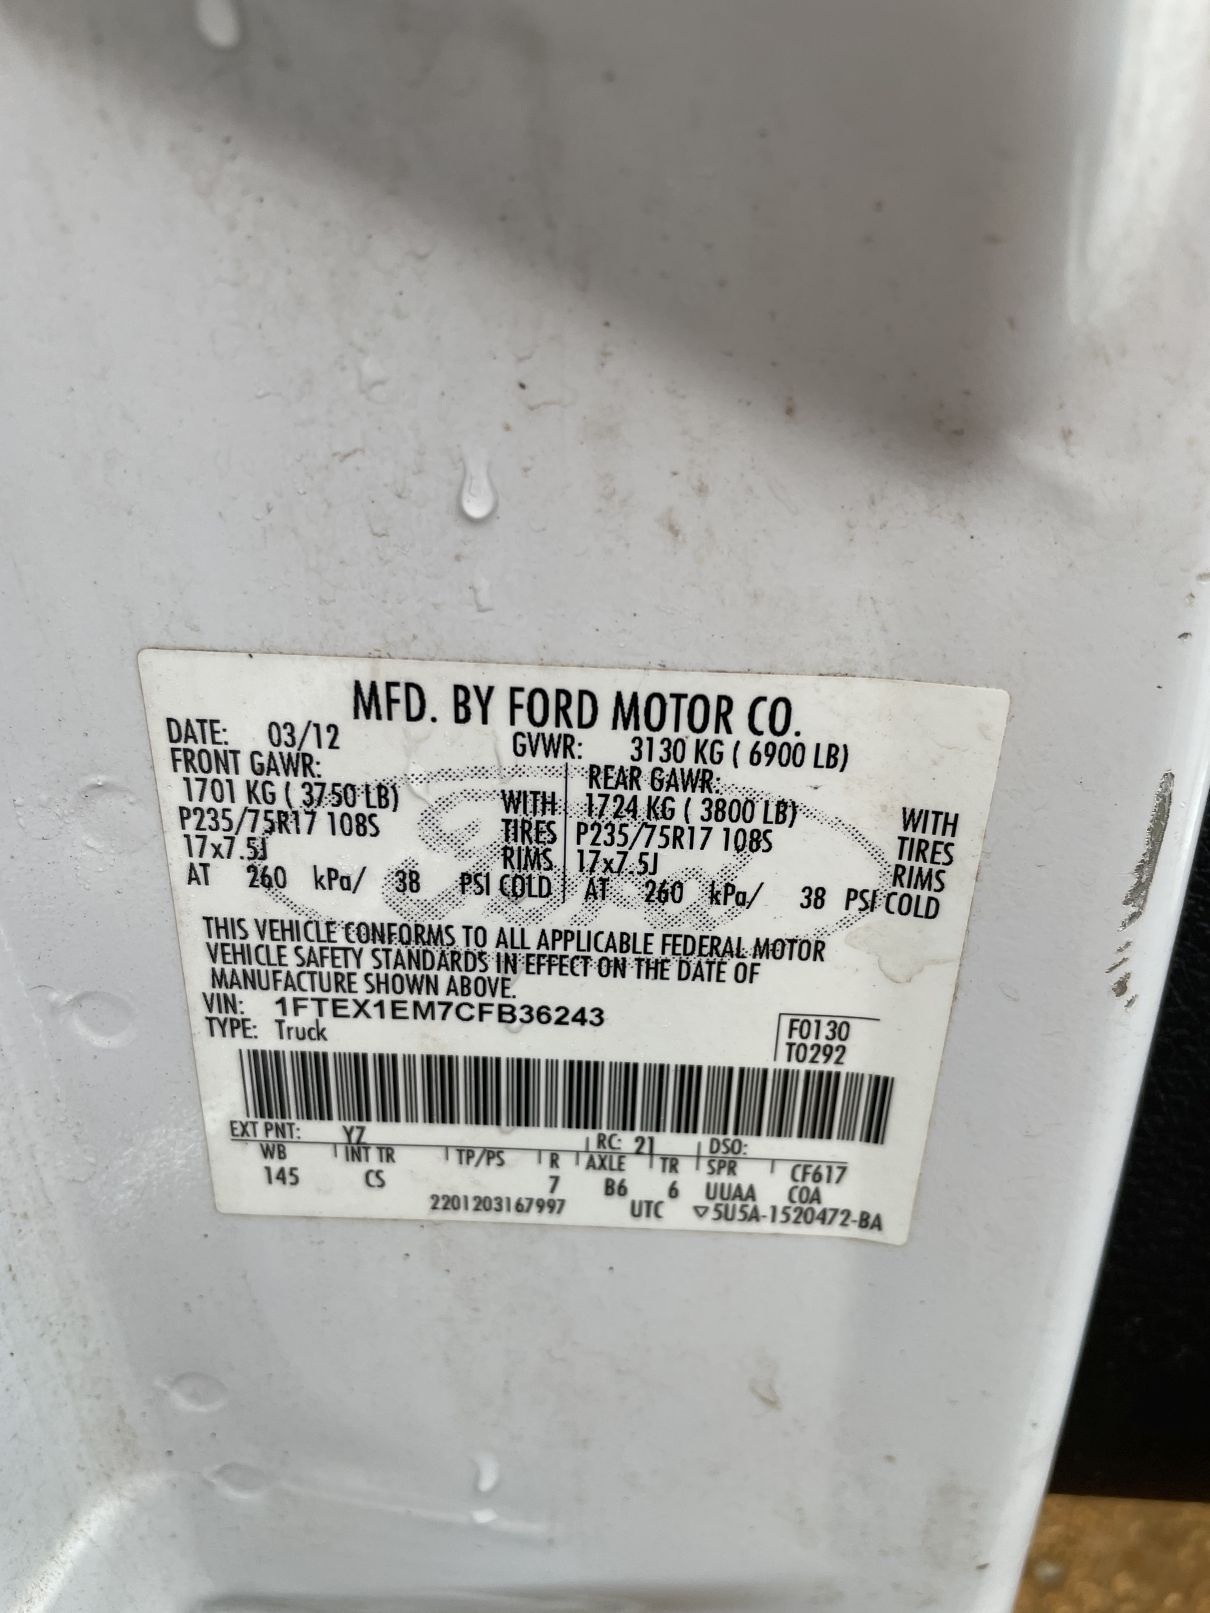 MFD. BY FORD MOTOR CO.
DATE: 03/12 GVWR: 3130 KG ( 6900 LB)
FRONT GAWR: REAR GAWR:
1701 KG ( 3750 LB) WITH 1724 KG ( 3800 LB) WITH
P235/75R17 108S TIRES P235/75R17 108S TIRES
17x7.5J RIMS 17x7.5J RIMS
AT 260 kPa/ 38 PSI COLD AT 260 kPa/ 38 PSI COLD
THIS VEHICLE CONFORMS TO ALL APPLICABLE FEDERAL MOTOR
VEHICLE SAFETY STANDARDS IN EFFECT ON THE DATE OF
MANUFACTURE SHOWN ABOVE.
VIN: 1FTEX1EM7CFB36243
TYPE: Truck
F0130
T0292
EXT PNT: YZ RC: 21 DSO:
WB INT TR TP/PS R AXLE TR SPR CF617
145 CS 7 B6 6 UUAA COA
2201203167997 UTC ▽5U5A-1520472-BA
Ford